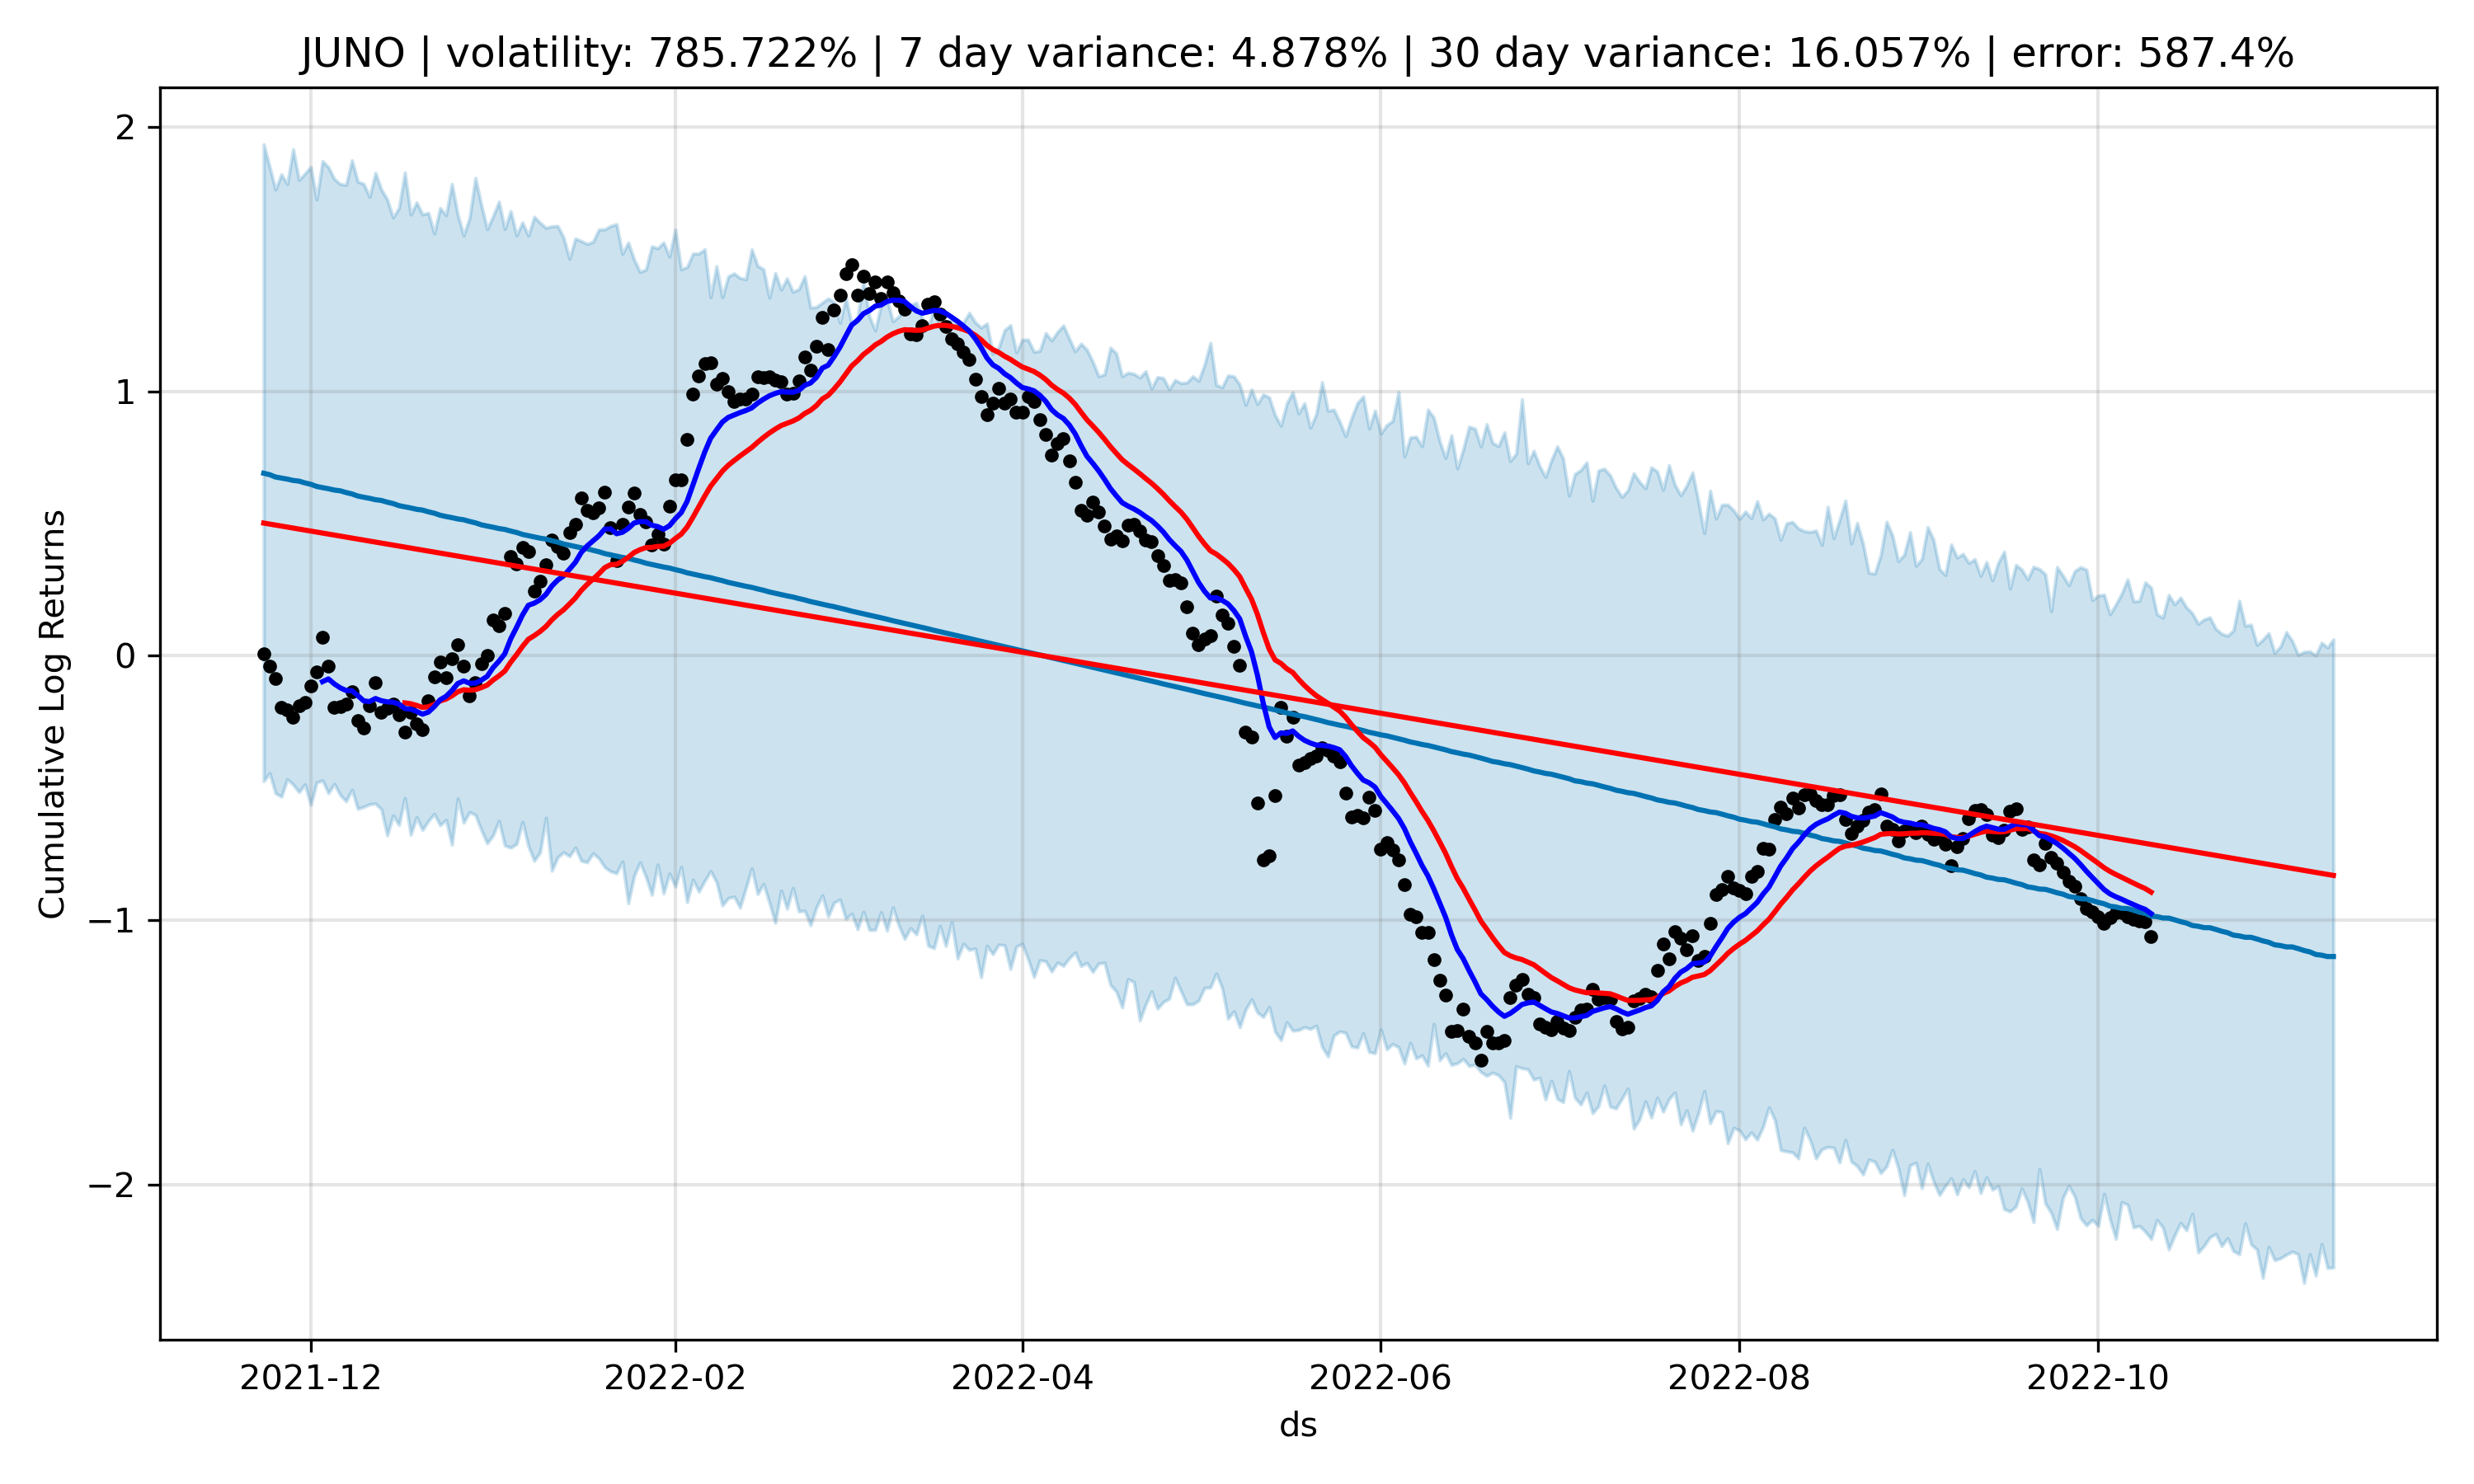 JUNO | volatility: 785.722% | 7 day variance: 4.878% | 30 day variance: 16.057% | error: 587.4%
2
1
0
−1
−2
Cumulative Log Returns
2021-12 2022-02 2022-04 2022-06 2022-08 2022-10
ds